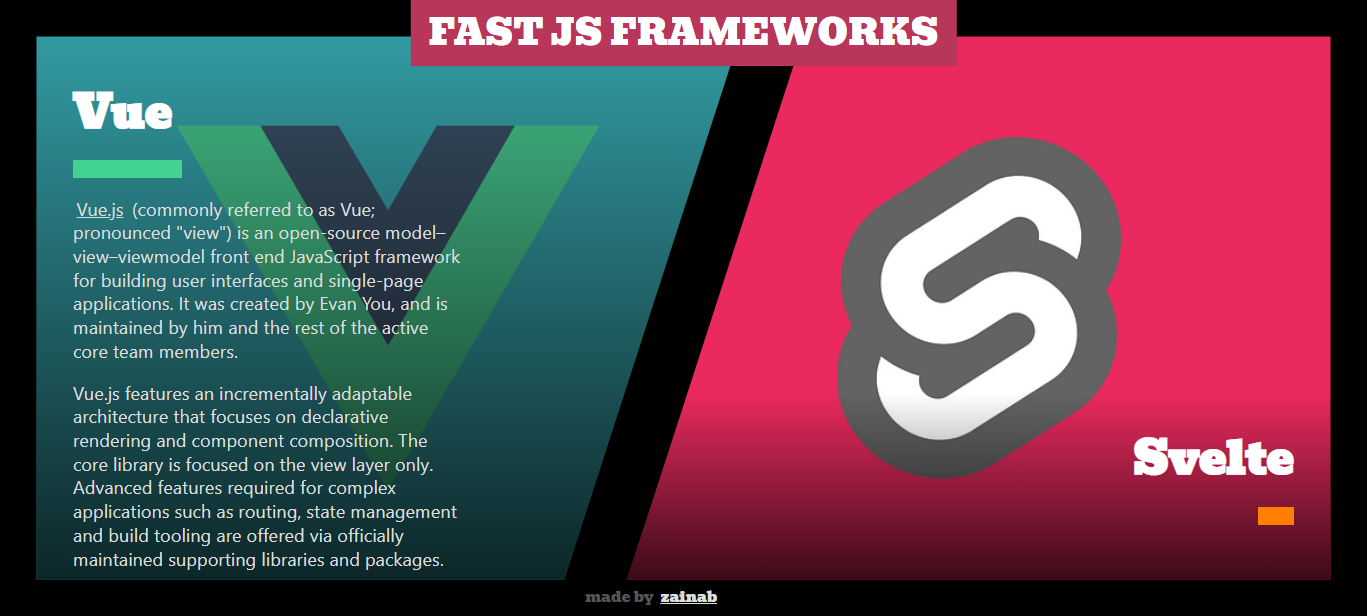 FAST JS FRAMEWORKS
Vue
Vue.js (commonly referred to as Vue;
pronounced "view") is an open-source model–
view–viewmodel front end JavaScript framework
for building user interfaces and single-page
applications. It was created by Evan You, and is
maintained by him and the rest of the active
core team members.
Vue.js features an incrementally adaptable
architecture that focuses on declarative
rendering and component composition. The
core library is focused on the view layer only.
Advanced features required for complex
applications such as routing, state management
and build tooling are offered via officially
maintained supporting libraries and packages.
Svelte
made by zainab